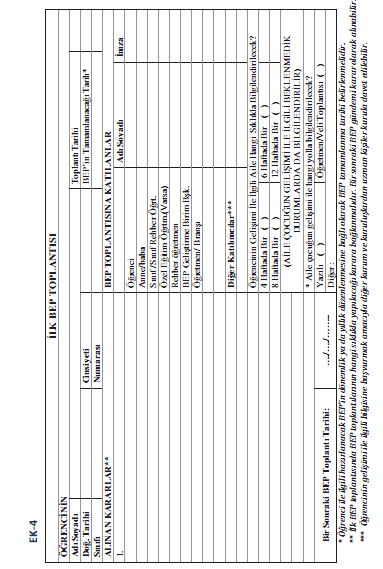 EK-4
İLK BEP TOPLANTISI
ÖĞRENCİNİN
Adı Soyadı
Toplantı Tarihi
Doğ. Tarihi
Cinsiyeti
BEP'in Tamamlanacağı Tarih*
Sınıfı
Numarası
ALINAN KARARLAR**
BEP TOPLANTISINA KATILANLAR
1.
Adı Soyadı
İmza
Öğrenci
Anne/baba
Sınıf/Sınıf Rehber Öğrt.
Özel Eğitim Öğrtm.(Varsa)
Rehber öğretmen
BEP Geliştirme Birim Bşk.
Öğretmen/ Branşı
Diğer Katılımcılar***
Öğrencinin Gelişimi İle İlgili Aile Hangi Sıklıkla Bilgilendirilecek?
4 Haftada Bir ( ) 6 Haftada Bir ( )
8 Haftada Bir ( ) 12 Haftada Bir ( )
(AİLE ÇOCUĞUN GELİŞİMİ İLE İLGİLİ BEKLENMEDİK
DURUMLARDA DA BİLGİLENDİRİLİR)
* Aile çocuğun gelişimi ile ilgili hangi yolla bilgilendirilecek?
Yazılı ( ) Öğretmen/Veli Toplantısı ( )
Bir Sonraki BEP Toplantı Tarihi: …/…/……..
Diğer :
* Öğrenci ile ilgili hazırlanacak BEP'in dönemlik ya da yıllık düzenlenmesine bağlı olarak BEP tamamlanma tarihi belirlenmelidir.
** İlk BEP toplantısında BEP toplantılarının hangi sıklıkla yapılacağı karara bağlanmalıdır. Bir sonraki BEP gündemi karar olarak alınabilir.
*** Öğrencinin gelişimi ile ilgili bilgisine başvurmak amacıyla diğer kurum ve kuruluşlardan uzman kişiler kurula davet edilebilir.